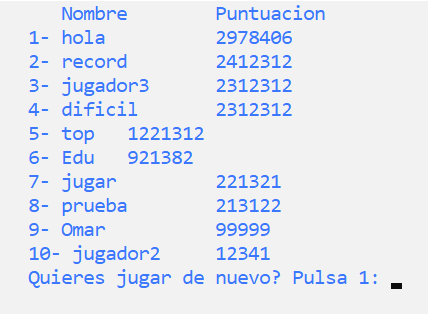 Nombre Puntuacion
1- hola 2978406
2- record 2412312
3- jugador3 2312312
4- dificil 2312312
5- top 1221312
6- Edu 921382
7- jugar 221321
8- prueba 213122
9- Omar 99999
10- jugador2 12341
Quieres jugar de nuevo? Pulsa 1: